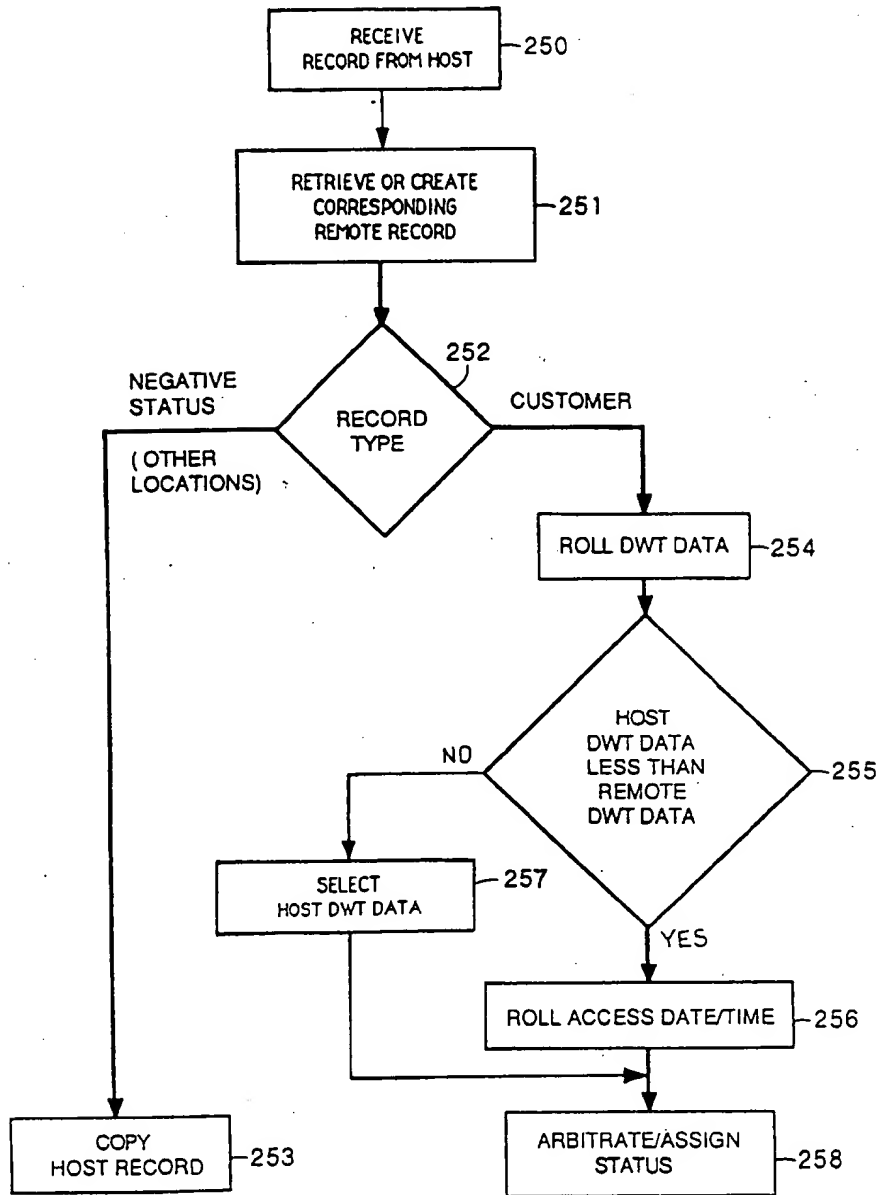 RECEIVE
RECORD FROM HOST
250
RETRIEVE OR CREATE
CORRESPONDING
REMOTE RECORD
251
252
NEGATIVE
STATUS
(OTHER
LOCATIONS)
RECORD
TYPE
CUSTOMER
ROLL DWT DATA
254
HOST
DWT DATA
LESS THAN
REMOTE
DWT DATA
255
NO
SELECT
HOST DWT DATA
257
YES
ROLL ACCESS DATE/TIME
256
COPY
HOST RECORD
253
ARBITRATE/ASSIGN
STATUS
258